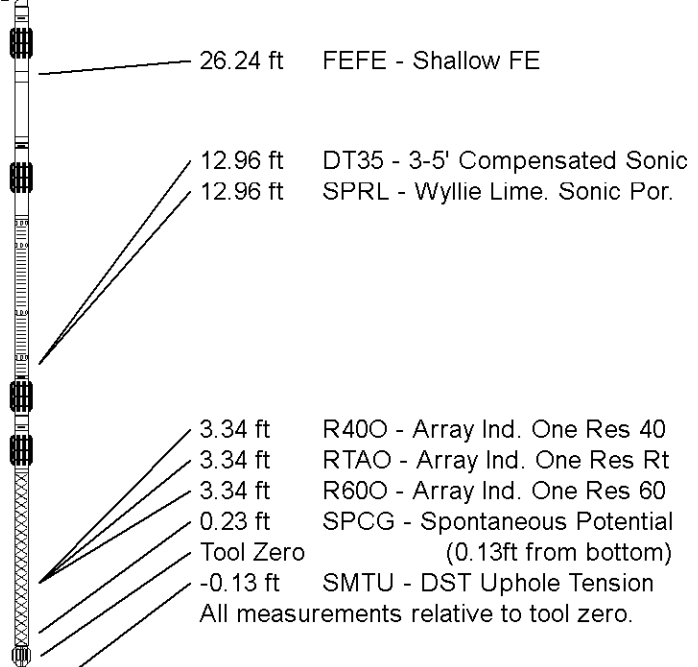 26.24 ft FEFE - Shallow FE
12.96 ft DT35 - 3-5' Compensated Sonic
12.96 ft SPRL - Wyllie Lime. Sonic Por.
3.34 ft R40O - Array Ind. One Res 40
3.34 ft RTAO - Array Ind. One Res Rt
3.34 ft R60O - Array Ind. One Res 60
0.23 ft SPCG - Spontaneous Potential
Tool Zero (0.13ft from bottom)
-0.13 ft SMTU - DST Uphole Tension
All measurements relative to tool zero.